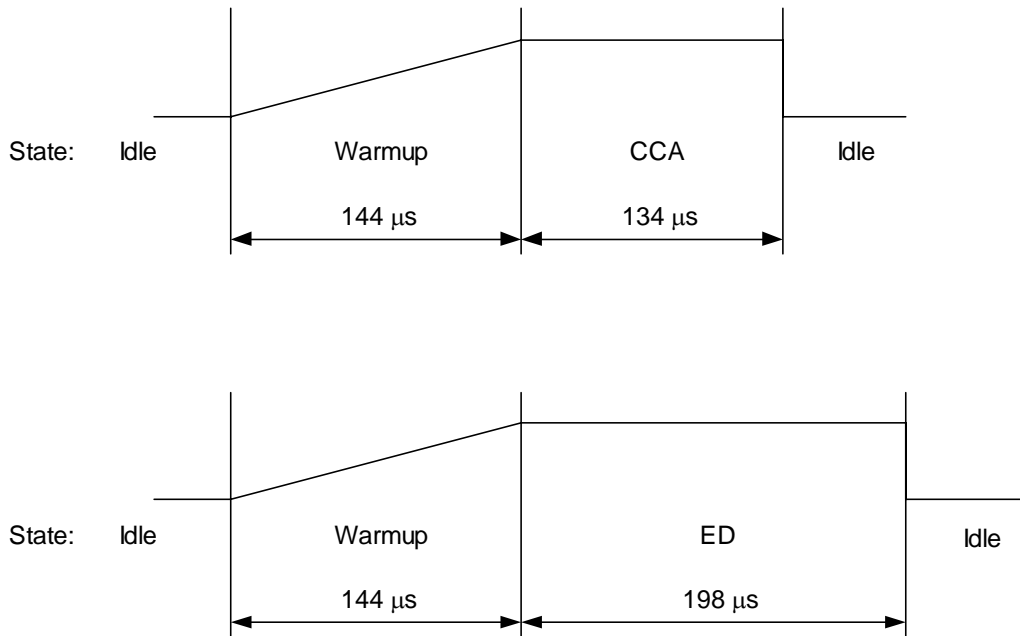 State: Idle Warmup CCA Idle
144 μs 134 μs
State: Idle Warmup ED Idle
144 μs 198 μs